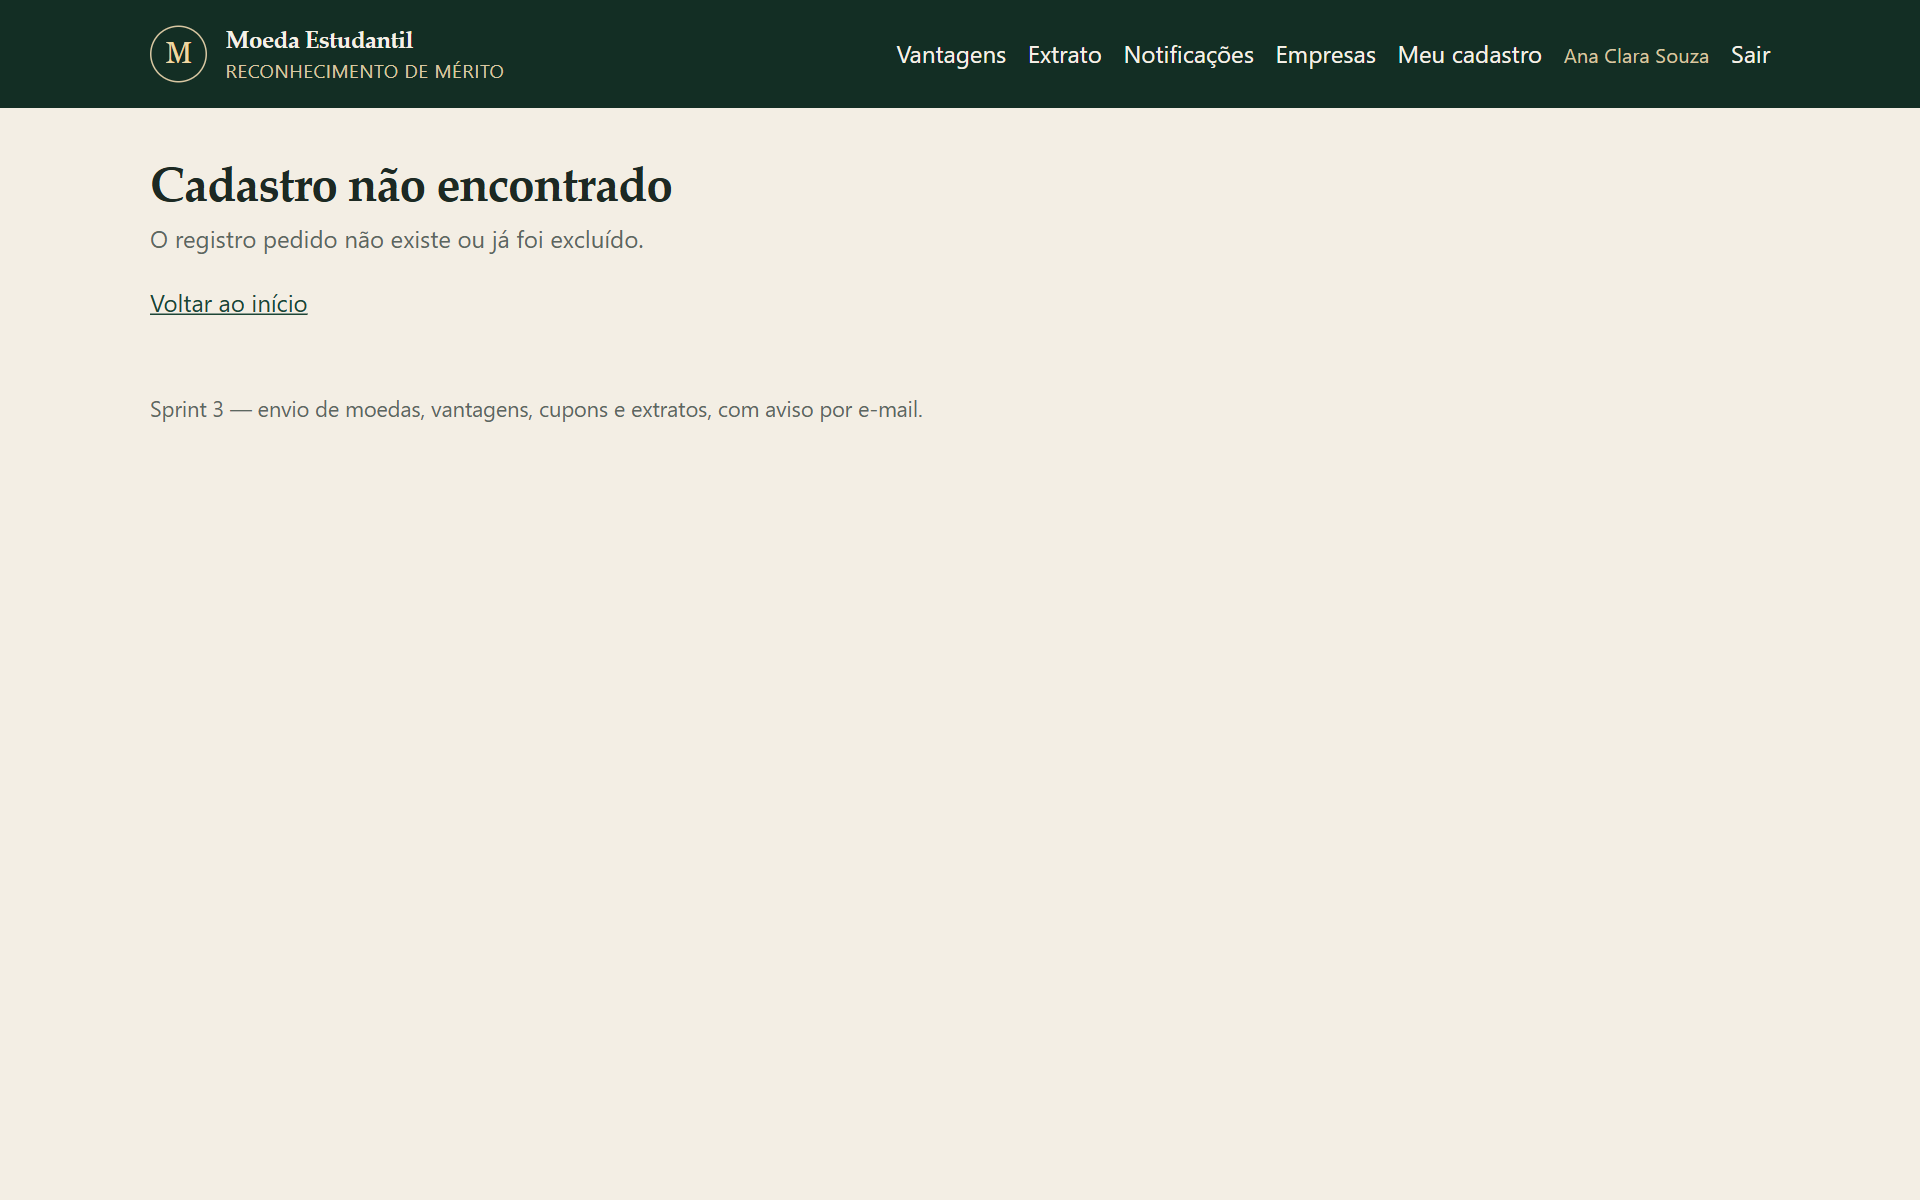 M
Moeda Estudantil
RECONHECIMENTO DE MÉRITO
Vantagens Extrato Notificações Empresas Meu cadastro Ana Clara Souza Sair
Cadastro não encontrado
O registro pedido não existe ou já foi excluído.
Voltar ao início
Sprint 3 — envio de moedas, vantagens, cupons e extratos, com aviso por e-mail.